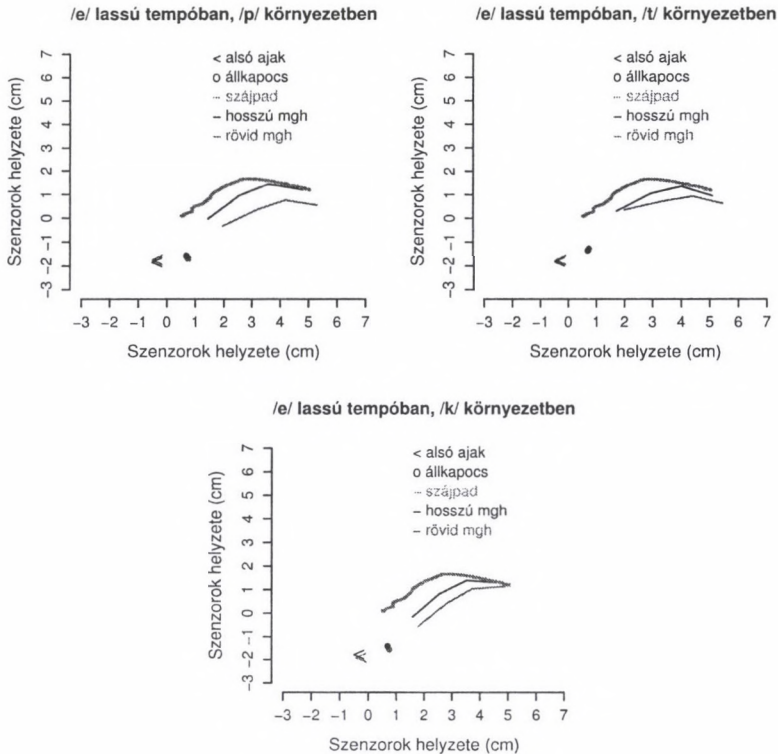 /e/ lassú tempóban, /p/ környezetben
Szenzorok helyzete (cm)
7
6
5
4
3
2
1
0
−1
−2
−3
< alsó ajak
o állkapocs
··· szájpad
− hosszú mgh
− rövid mgh
<
−3 −2 −1 0 1 2 3 4 5 6 7
Szenzorok helyzete (cm)
/e/ lassú tempóban, /t/ környezetben
Szenzorok helyzete (cm)
7
6
5
4
3
2
1
0
−1
−2
−3
< alsó ajak
o állkapocs
··· szájpad
− hosszú mgh
− rövid mgh
<
−3 −2 −1 0 1 2 3 4 5 6 7
Szenzorok helyzete (cm)
/e/ lassú tempóban, /k/ környezetben
Szenzorok helyzete (cm)
7
6
5
4
3
2
1
0
−1
−2
−3
< alsó ajak
o állkapocs
··· szájpad
− hosszú mgh
− rövid mgh
<
−3 −2 −1 0 1 2 3 4 5 6 7
Szenzorok helyzete (cm)